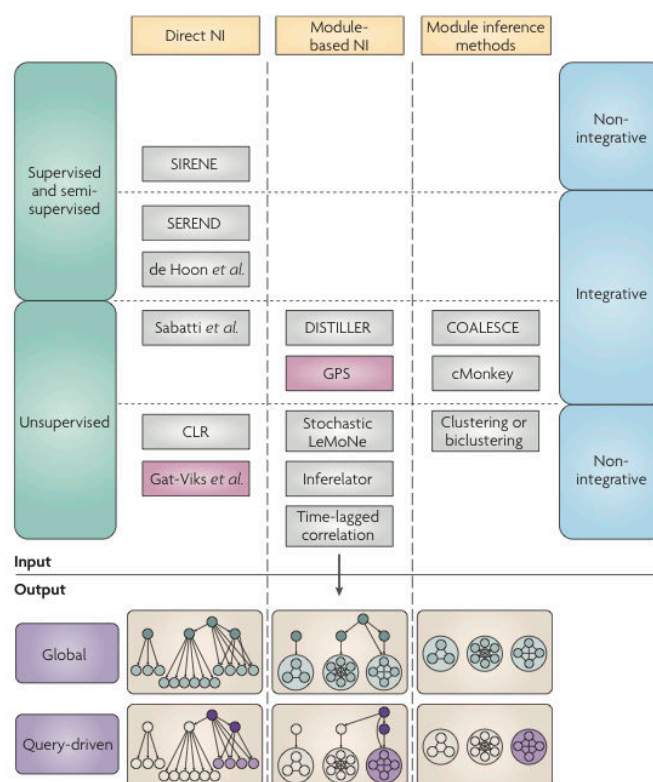 Direct NI
Module-
based NI
Module inference
methods
Supervised
and semi-
supervised
Non-
integrative
SIRENE
SEREND
de Hoon et al.
Integrative
Sabatti et al.
DISTILLER
COALESCE
GPS
cMonkey
Unsupervised
CLR
Stochastic
LeMoNe
Clustering or
biclustering
Non-
integrative
Gat-Viks et al.
Inferelator
Time-lagged
correlation
Input
Output
Global
Query-driven